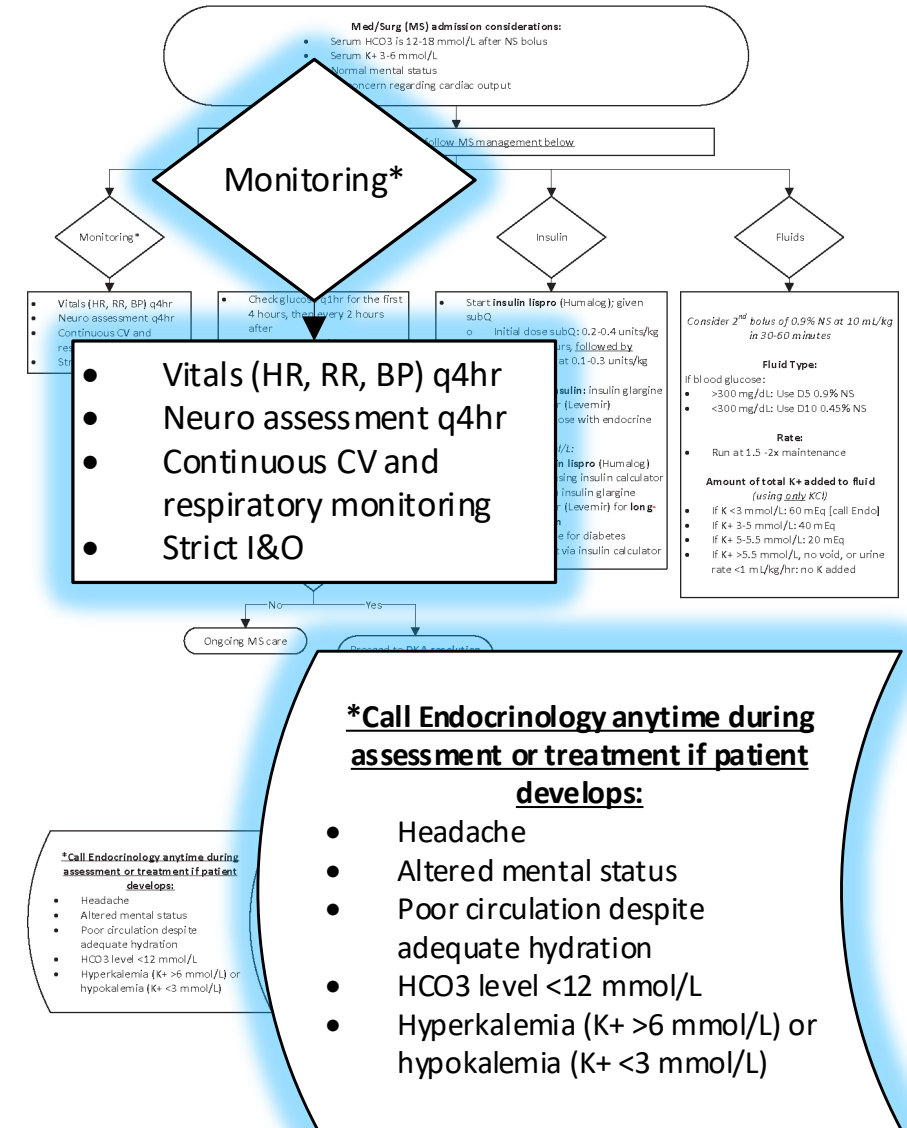 Med/Surg (MS) admission considerations:
• Serum HCO3 is 12-18 mmol/L after NS bolus
• Serum K+ 3-6 mmol/L
Normal mental status
concern regarding cardiac output
follow MS management below
Monitoring*
Monitoring*
Insulin
Fluids
• Vitals (HR, RR, BP) q4hr
• Neuro assessment q4hr
• Continuous CV and
• Check glucose q1hr for the first
4 hours, then every 2 hours
after
• Vitals (HR, RR, BP) q4hr
• Neuro assessment q4hr
• Continuous CV and
respiratory monitoring
• Strict I&O
• Start insulin lispro (Humalog); given
subQ
o Initial dose subQ: 0.2-0.4 units/kg
followed by
at 0.1-0.3 units/kg
insulin: insulin glargine
(Levemir)
with endocrine
lispro (Humalog)
using insulin calculator
insulin glargine
(Levemir) for long-
for diabetes
via insulin calculator
Consider 2nd bolus of 0.9% NS at 10 mL/kg
in 30-60 minutes
Fluid Type:
If blood glucose:
• >300 mg/dL: Use D5 0.9% NS
• <300 mg/dL: Use D10 0.45% NS
Rate:
• Run at 1.5 -2x maintenance
Amount of total K+ added to fluid
(using only KCl)
• If K <3 mmol/L: 60 mEq [call Endo]
• If K+ 3-5 mmol/L: 40 mEq
• If K+ 5-5.5 mmol/L: 20 mEq
• If K+ >5.5 mmol/L, no void, or urine
rate <1 mL/kg/hr: no K added
No
Yes
Ongoing MS care
Proceed to DKA resolution
*Call Endocrinology anytime during
assessment or treatment if patient
develops:
• Headache
• Altered mental status
• Poor circulation despite
adequate hydration
• HCO3 level <12 mmol/L
• Hyperkalemia (K+ >6 mmol/L) or
hypokalemia (K+ <3 mmol/L)
*Call Endocrinology anytime during
assessment or treatment if patient
develops:
• Headache
• Altered mental status
• Poor circulation despite
adequate hydration
• HCO3 level <12 mmol/L
• Hyperkalemia (K+ >6 mmol/L) or
hypokalemia (K+ <3 mmol/L)